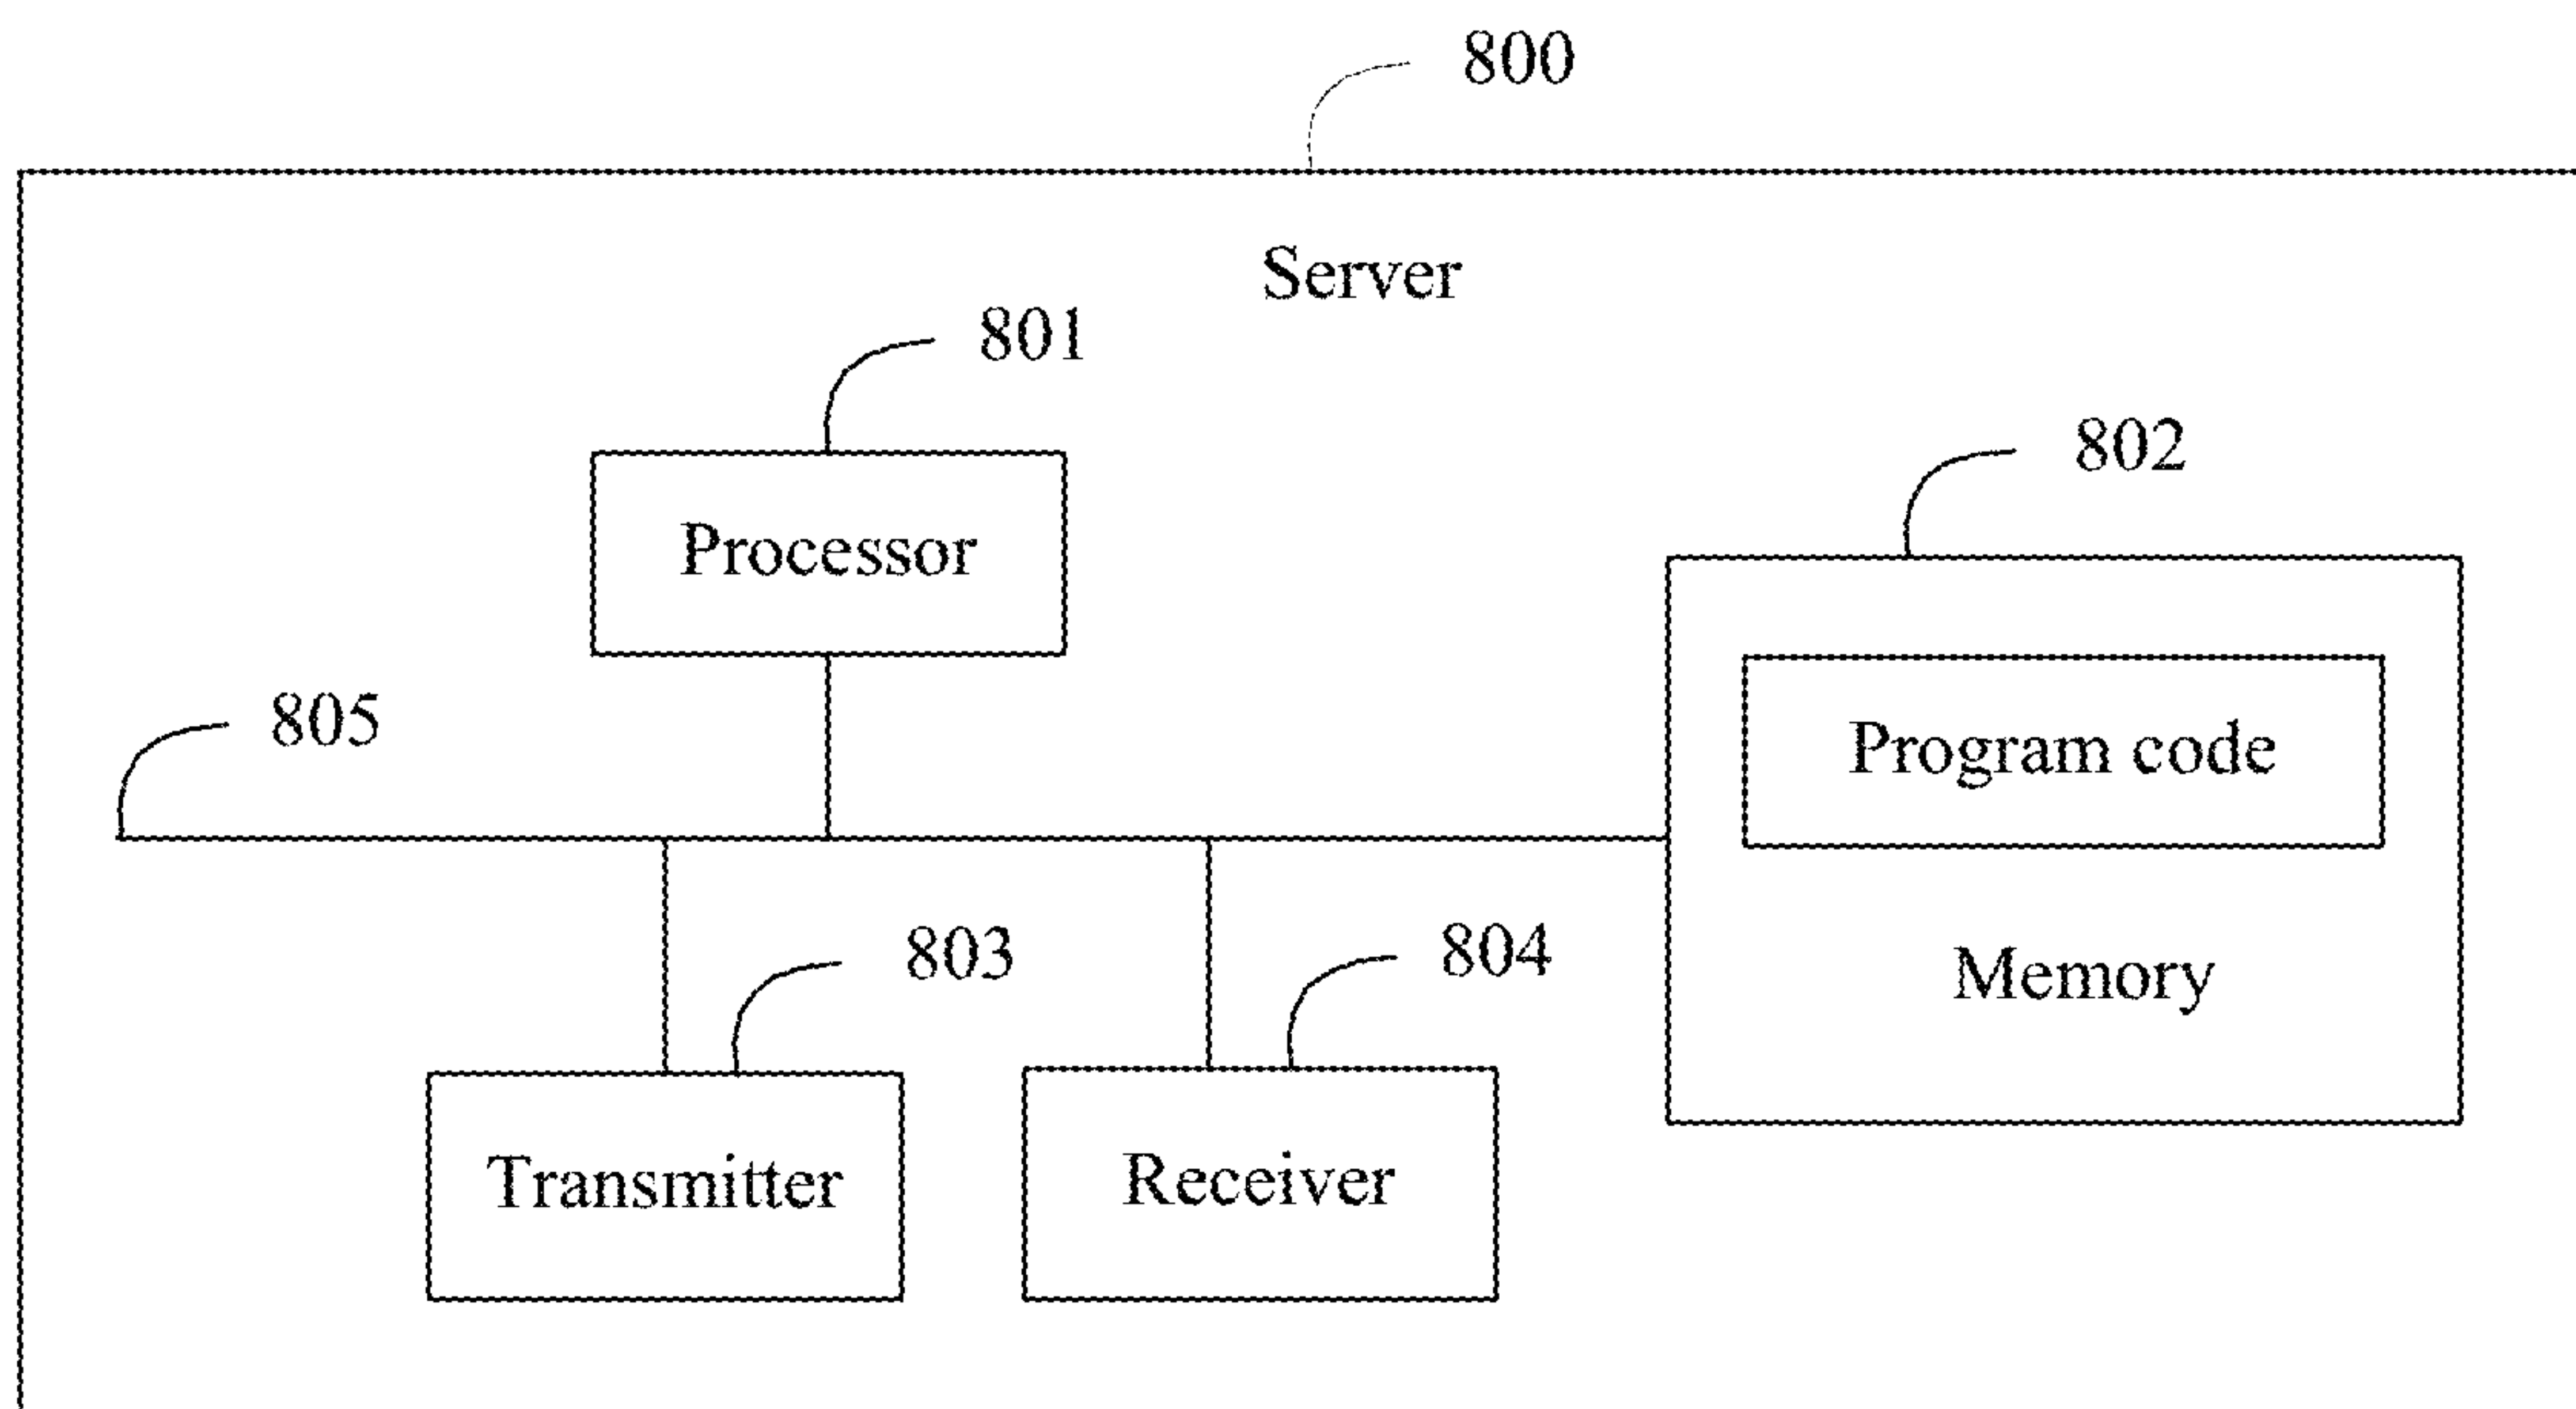 800
Server
801
Processor
802
805
Program code
Memory
803
804
Transmitter
Receiver